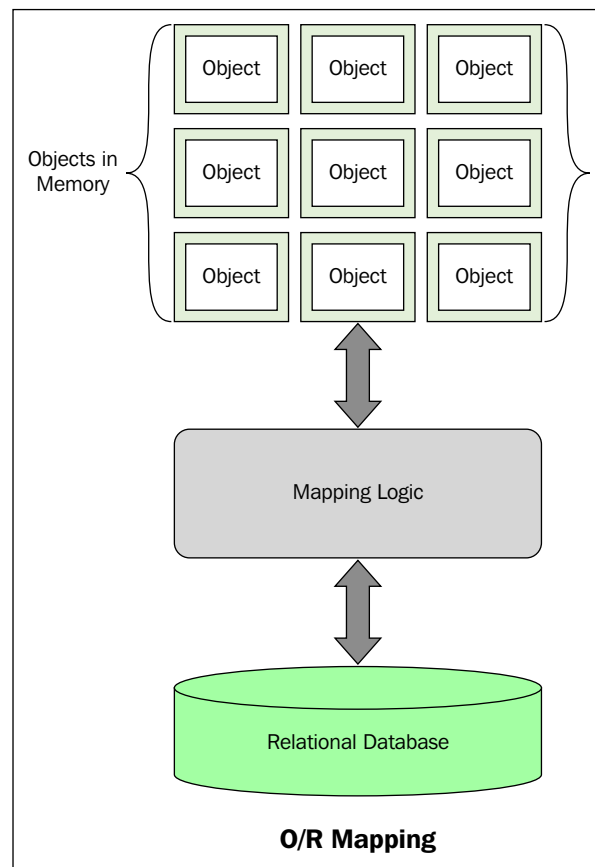 Object Object Object
Objects in
Memory
Object Object Object
Object Object Object
Mapping Logic
Relational Database
O/R Mapping